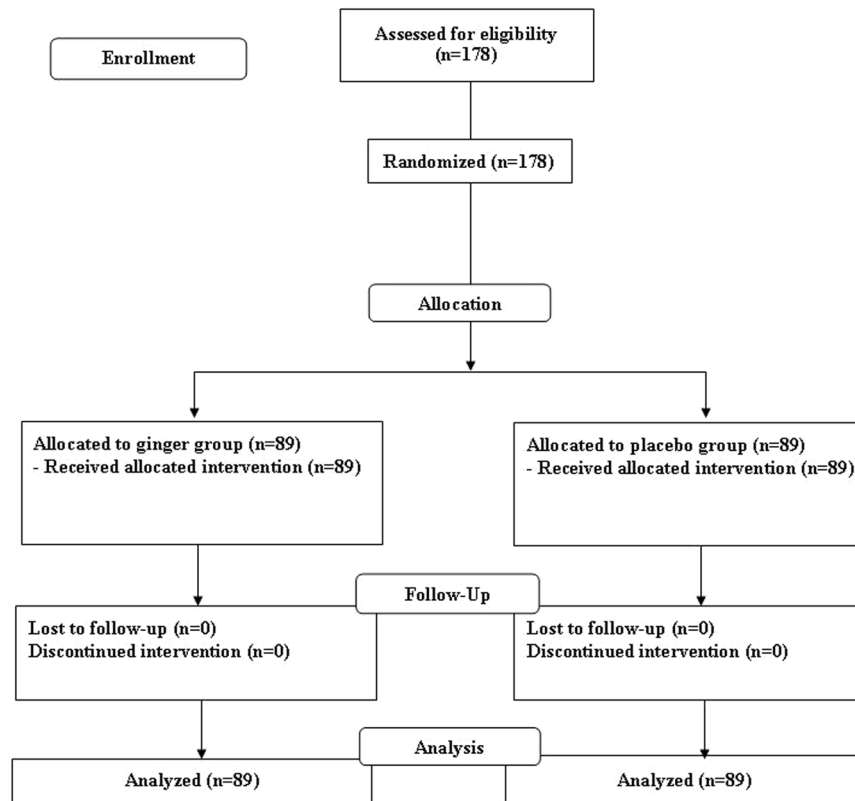 Enrollment
Assessed for eligibility
(n=178)
Randomized (n=178)
Allocation
Allocated to ginger group (n=89)
- Received allocated intervention (n=89)
Allocated to placebo group (n=89)
- Received allocated intervention (n=89)
Follow-Up
Lost to follow-up (n=0)
Discontinued intervention (n=0)
Lost to follow-up (n=0)
Discontinued intervention (n=0)
Analysis
Analyzed (n=89)
Analyzed (n=89)